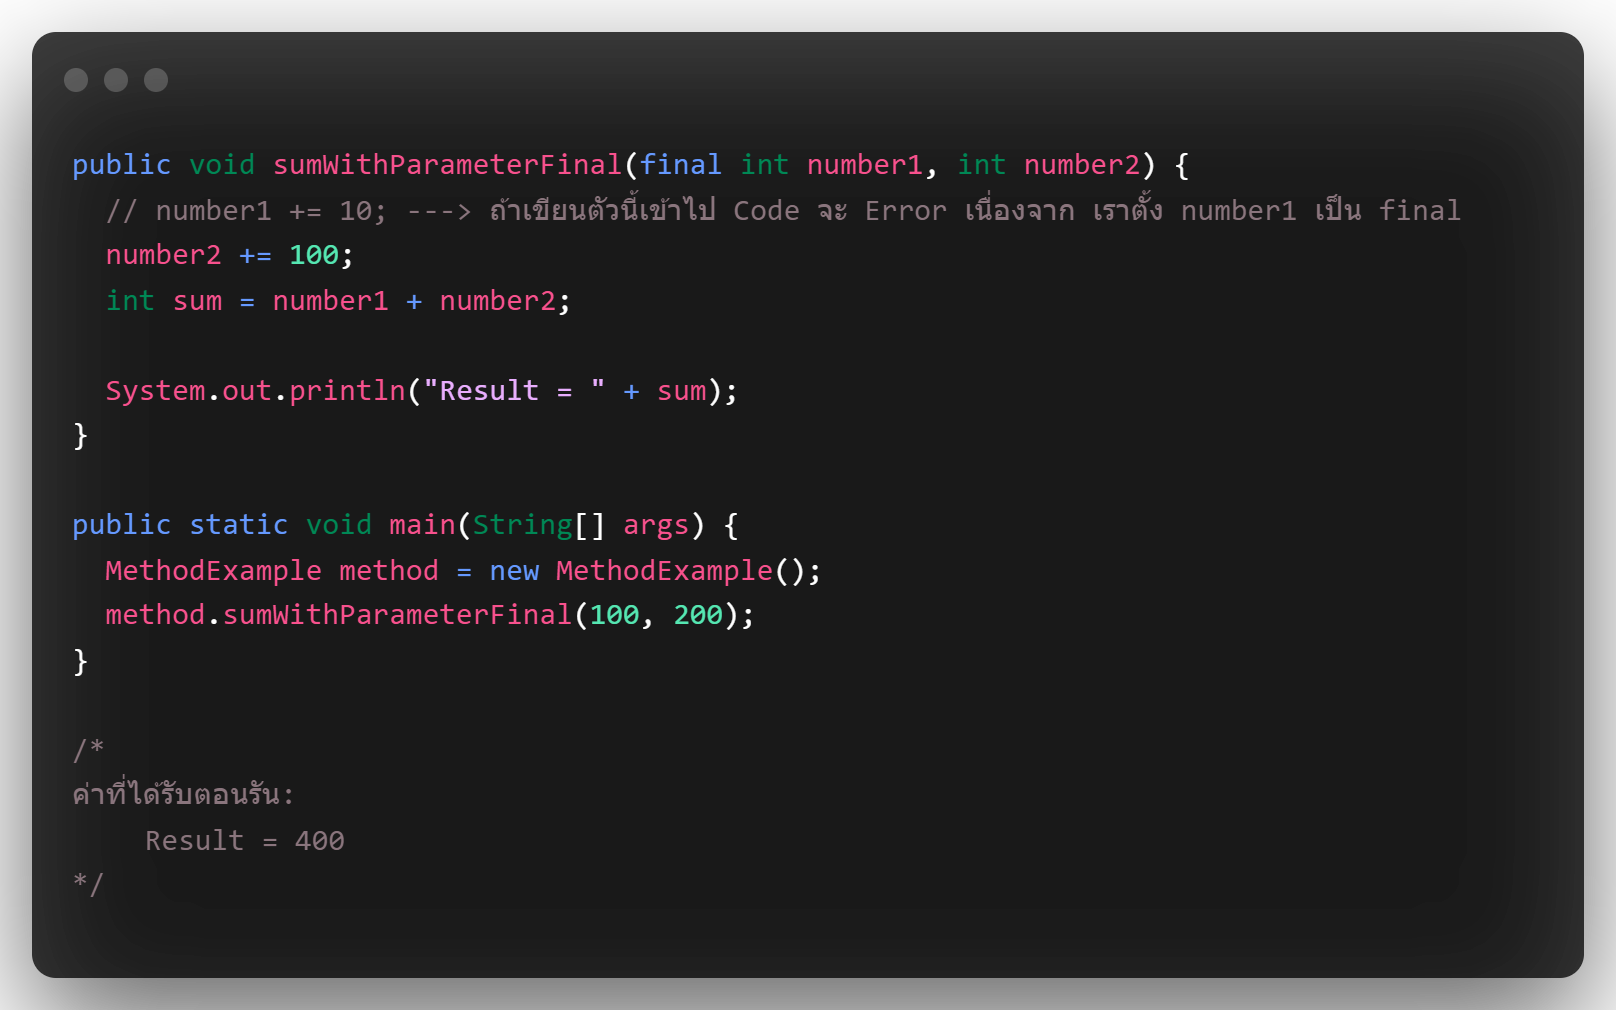 public void sumWithParameterFinal(final int number1, int number2) {
// number1 += 10; ---> ถ้าเขียนตัวนี้เข้าไป Code จะ Error เนื่องจาก เราตั้ง number1 เป็น final
number2 += 100;
int sum = number1 + number2;
System.out.println("Result = " + sum);
}
public static void main(String[] args) {
MethodExample method = new MethodExample();
method.sumWithParameterFinal(100, 200);
}
/*
ค่าที่ได้รับตอนรัน:
Result = 400
*/